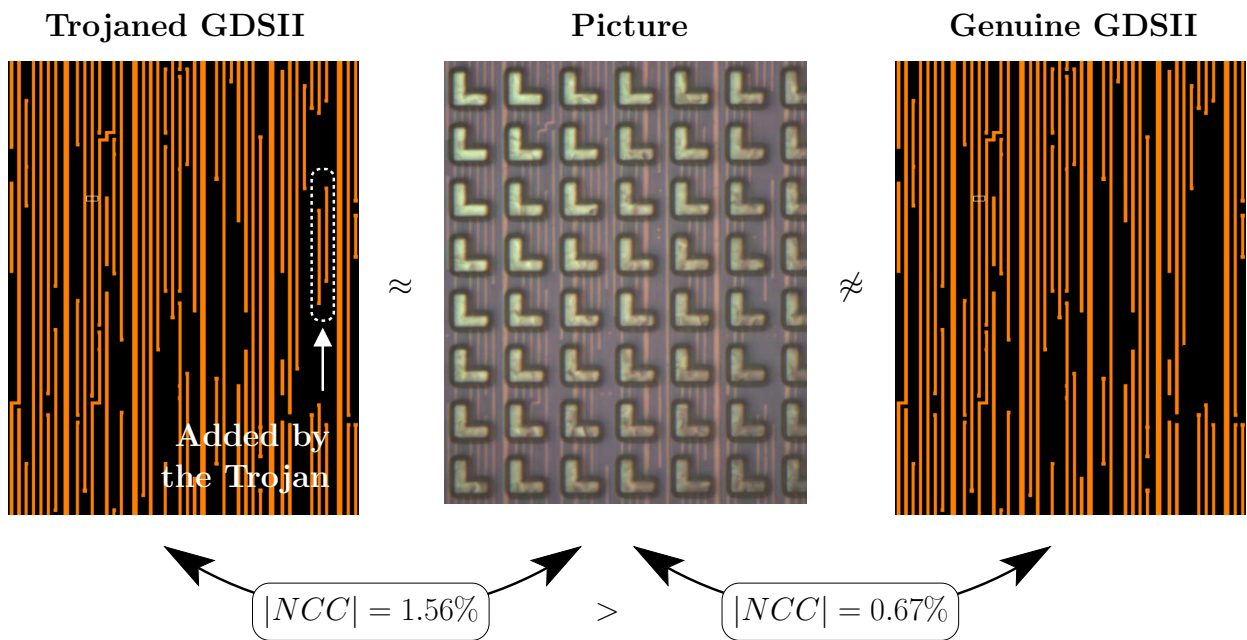 Trojaned GDSII
Picture
Genuine GDSII
≈
≉
Added by
the Trojan
|NCC| = 1.56%
>
|NCC| = 0.67%